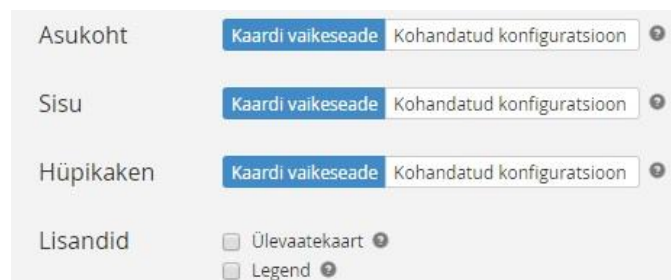 Asukoht Kaardi vaikeseade Kohandatud konfiguratsioon
Sisu Kaardi vaikeseade Kohandatud konfiguratsioon
Hüpikaken Kaardi vaikeseade Kohandatud konfiguratsioon
Lisandid Ülevaatekaart
Legend